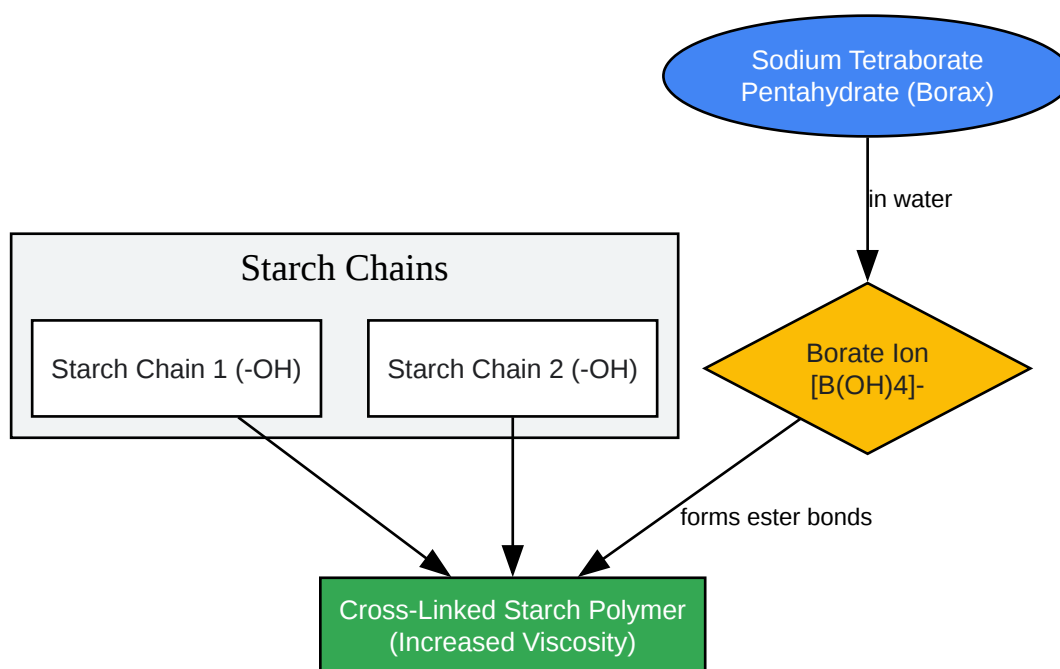 Sodium Tetraborate
Pentahydrate (Borax)
in water
Starch Chains
Starch Chain 1 (-OH)
Starch Chain 2 (-OH)
Borate Ion
[B(OH)4]-
forms ester bonds
Cross-Linked Starch Polymer
(Increased Viscosity)